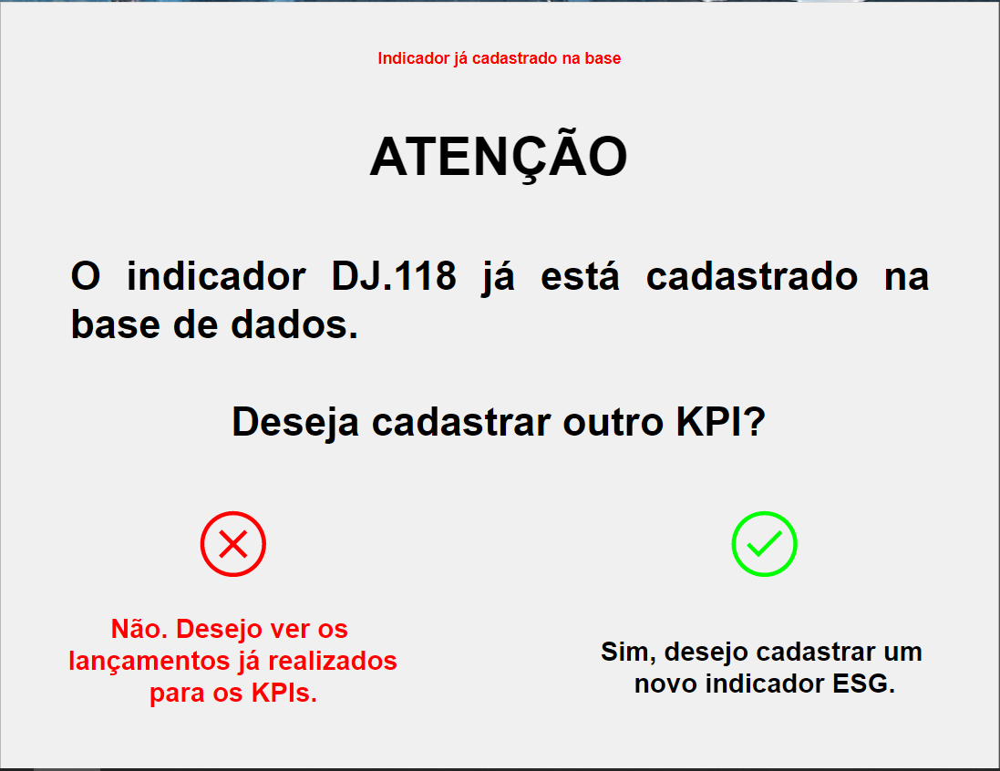 Indicador já cadastrado na base
ATENÇÃO
O indicador DJ.118 já está cadastrado na
base de dados.
Deseja cadastrar outro KPI?
Não. Desejo ver os
lançamentos já realizados
para os KPIs.
Sim, desejo cadastrar um
novo indicador ESG.